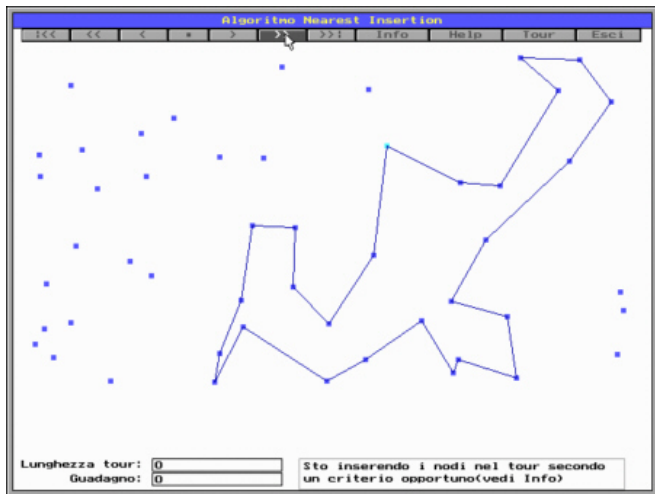 Algoritmo Nearest Insertion
|<< << < * > >> >>| Info Help Tour Esci
Lunghezza tour: 0
Guadagno: 0
Sto inserendo i nodi nel tour secondo
un criterio opportuno(vedi Info)